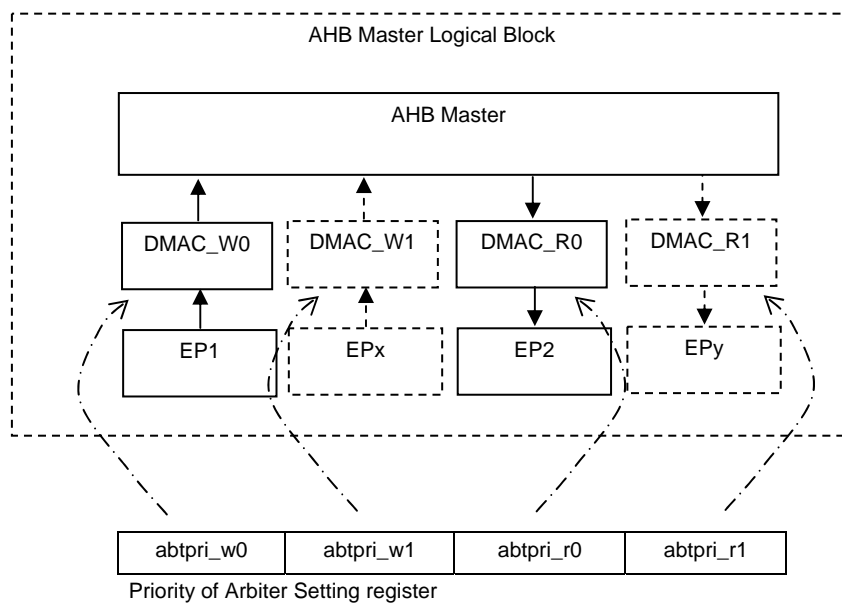 AHB Master Logical Block
AHB Master
DMAC_W0 DMAC_W1 DMAC_R0 DMAC_R1
EP1 EPx EP2 EPy
abtpri_w0 abtpri_w1 abtpri_r0 abtpri_r1
Priority of Arbiter Setting register